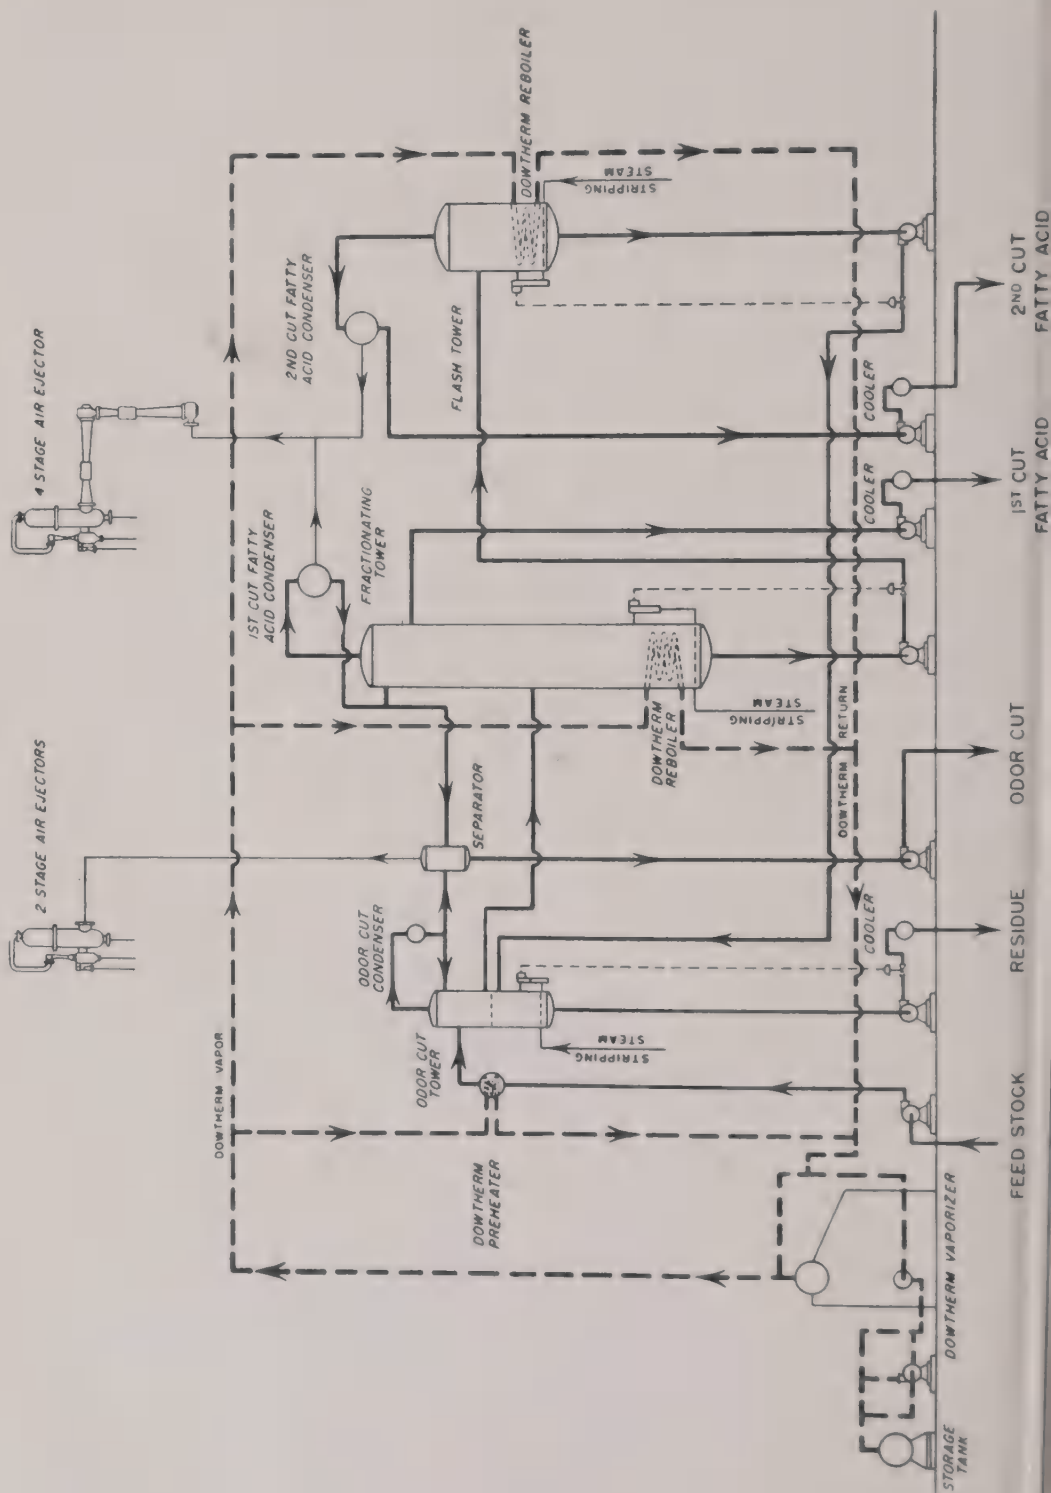 2 STAGE AIR EJECTORS
4 STAGE AIR EJECTOR
DOWTHERM VAPOR
DOWTHERM
PREHEATER
ODOR CUT
TOWER
ODOR CUT
CONDENSER
SEPARATOR
1ST CUT FATTY
ACID CONDENSER
FRACTIONATING
TOWER
2ND CUT FATTY
ACID CONDENSER
FLASH TOWER
DOWTHERM REBOILER
STRIPPING
STEAM
DOWTHERM
REBOILER
STRIPPING
STEAM
STRIPPING
STEAM
DOWTHERM RETURN
COOLER
COOLER
COOLER
STORAGE
TANK
DOWTHERM VAPORIZER
FEED STOCK
RESIDUE
ODOR CUT
1ST CUT
FATTY ACID
2ND CUT
FATTY ACID